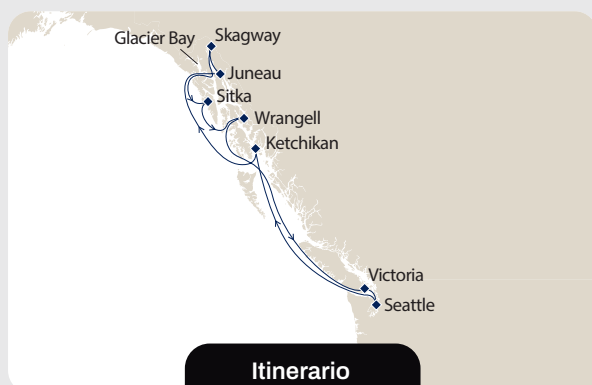 Glacier Bay
Skagway
Juneau
Sitka
Wrangell
Ketchikan
Victoria
Seattle
Itinerario